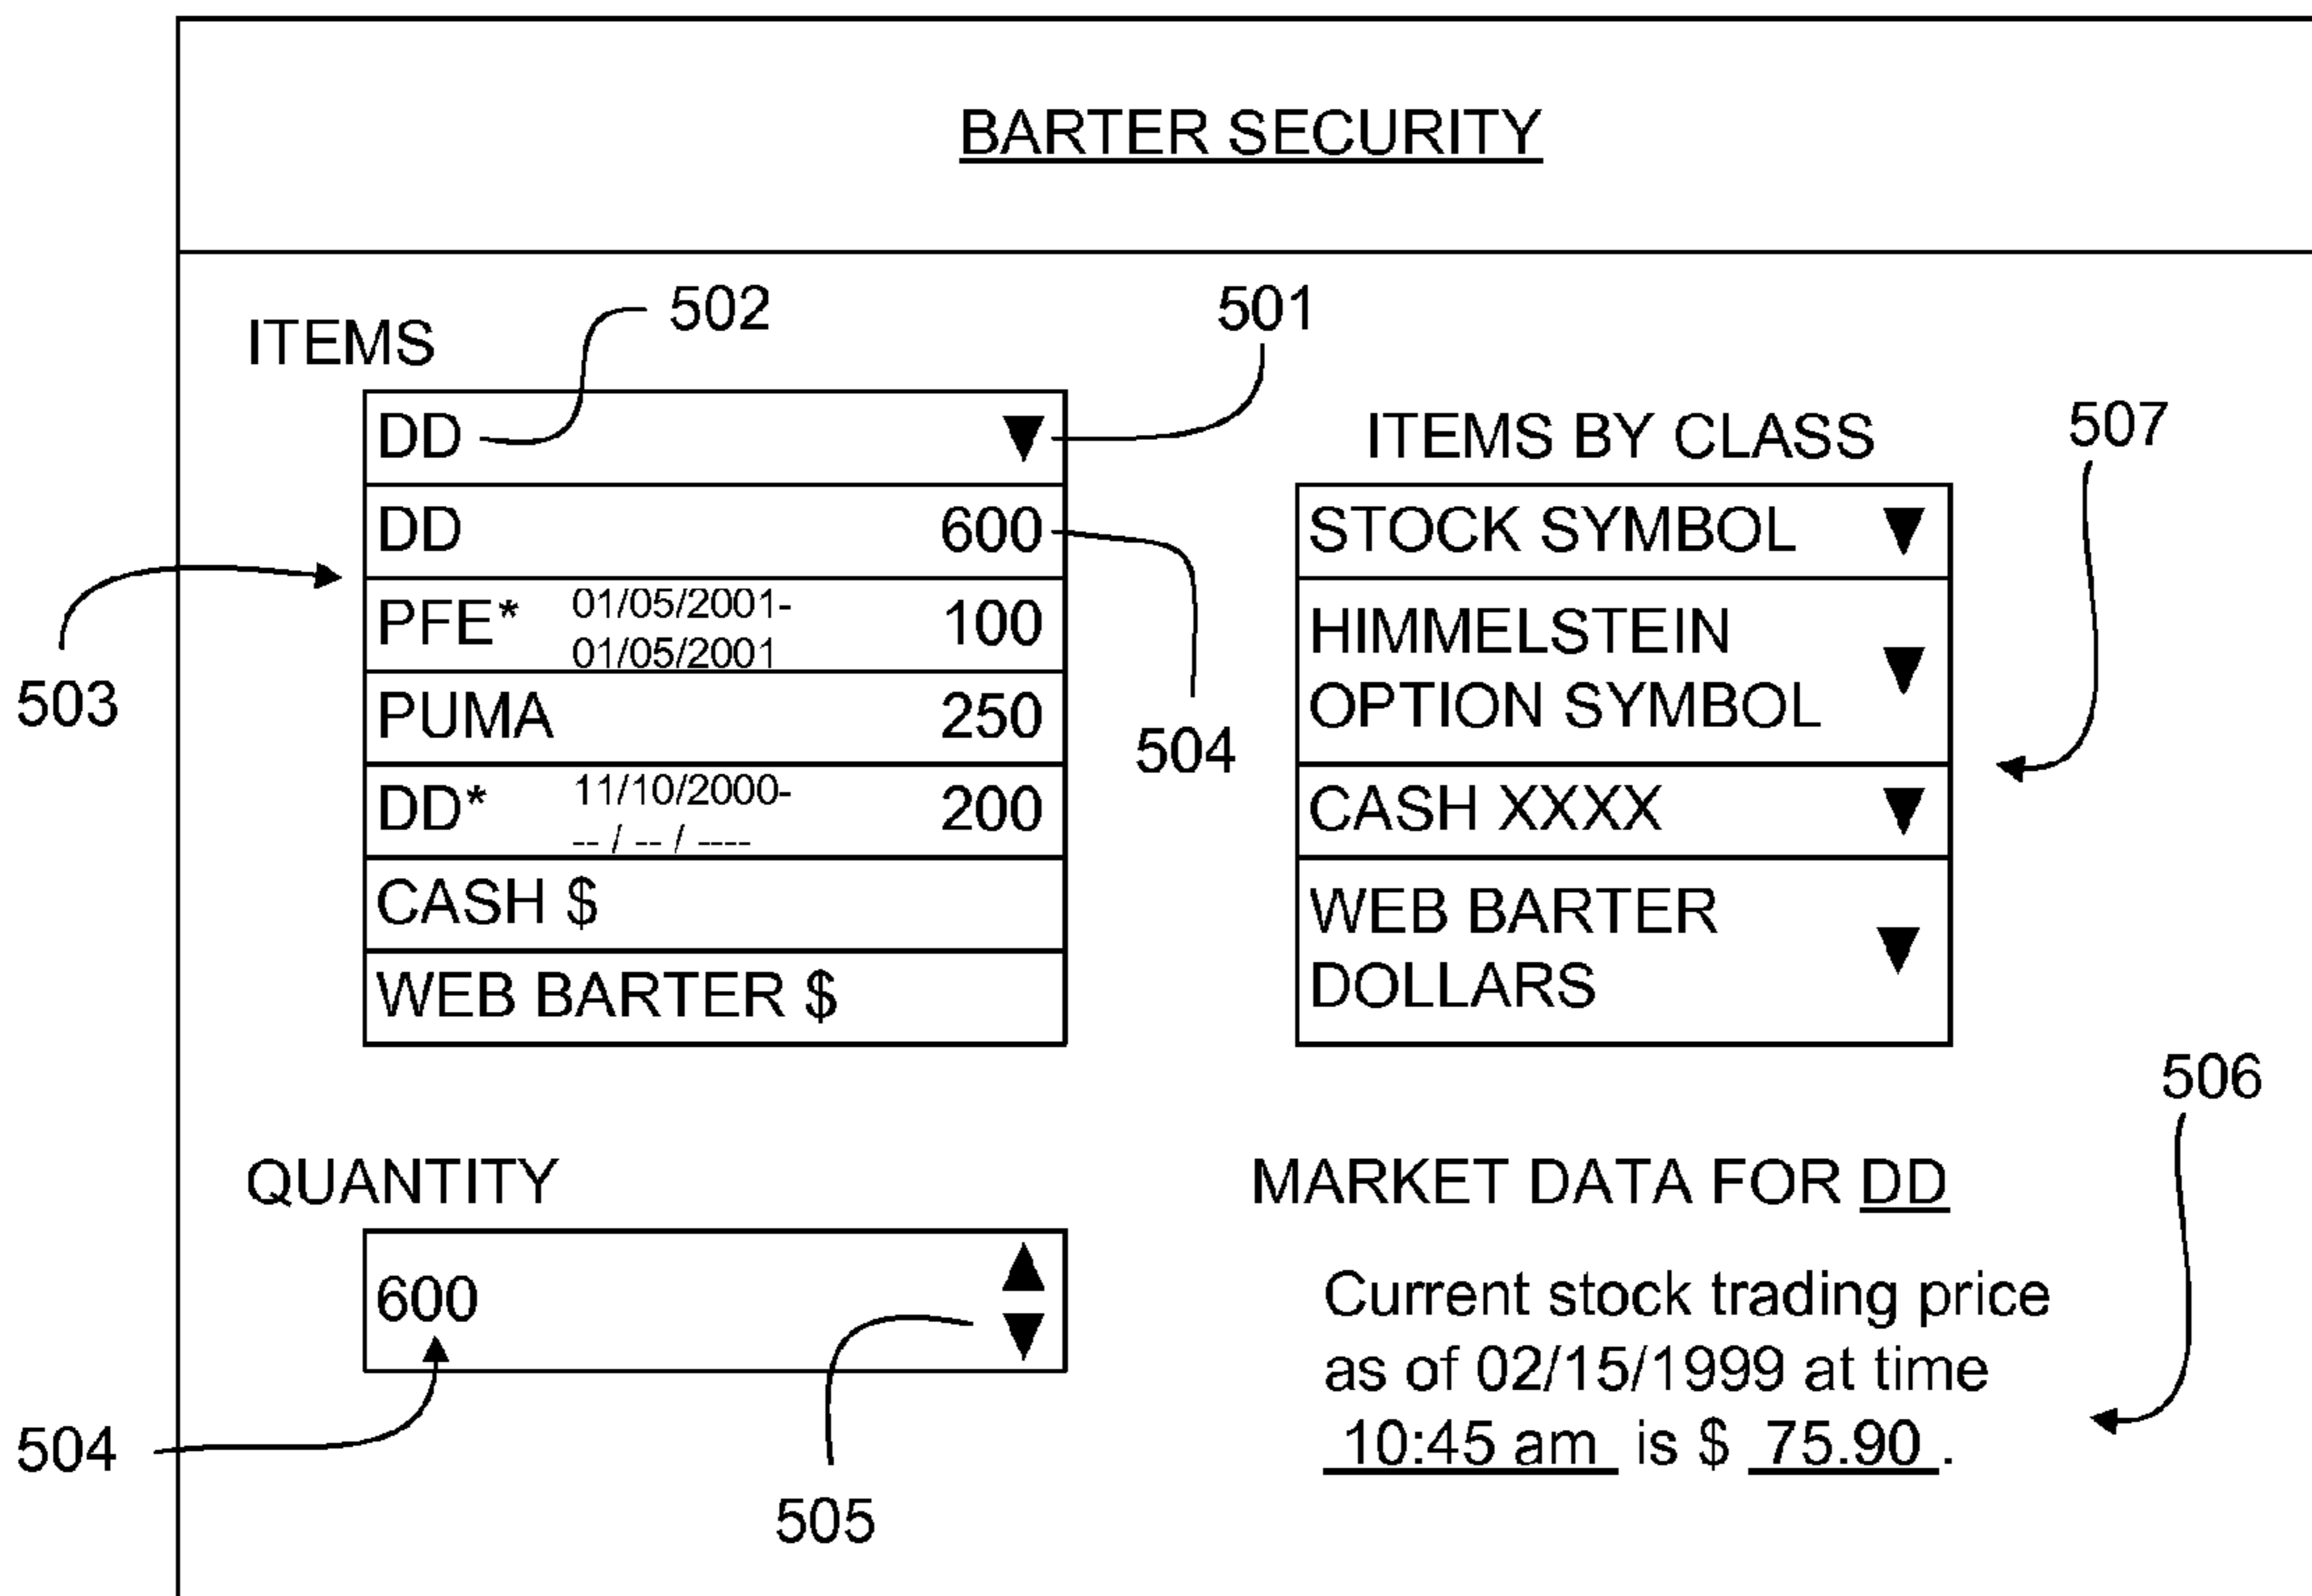 BARTER SECURITY
502
501
ITEMS
DD ▼
ITEMS BY CLASS
507
DD 600
STOCK SYMBOL ▼
503
PFE* 01/05/2001-
01/05/2001 100
HIMMELSTEIN
OPTION SYMBOL ▼
PUMA 250
504
DD* 11/10/2000-
-- / -- / ---- 200
CASH XXXX ▼
CASH $
WEB BARTER
DOLLARS ▼
WEB BARTER $
506
QUANTITY
MARKET DATA FOR DD
600
Current stock trading price
as of 02/15/1999 at time
10:45 am is $ 75.90.
504
505